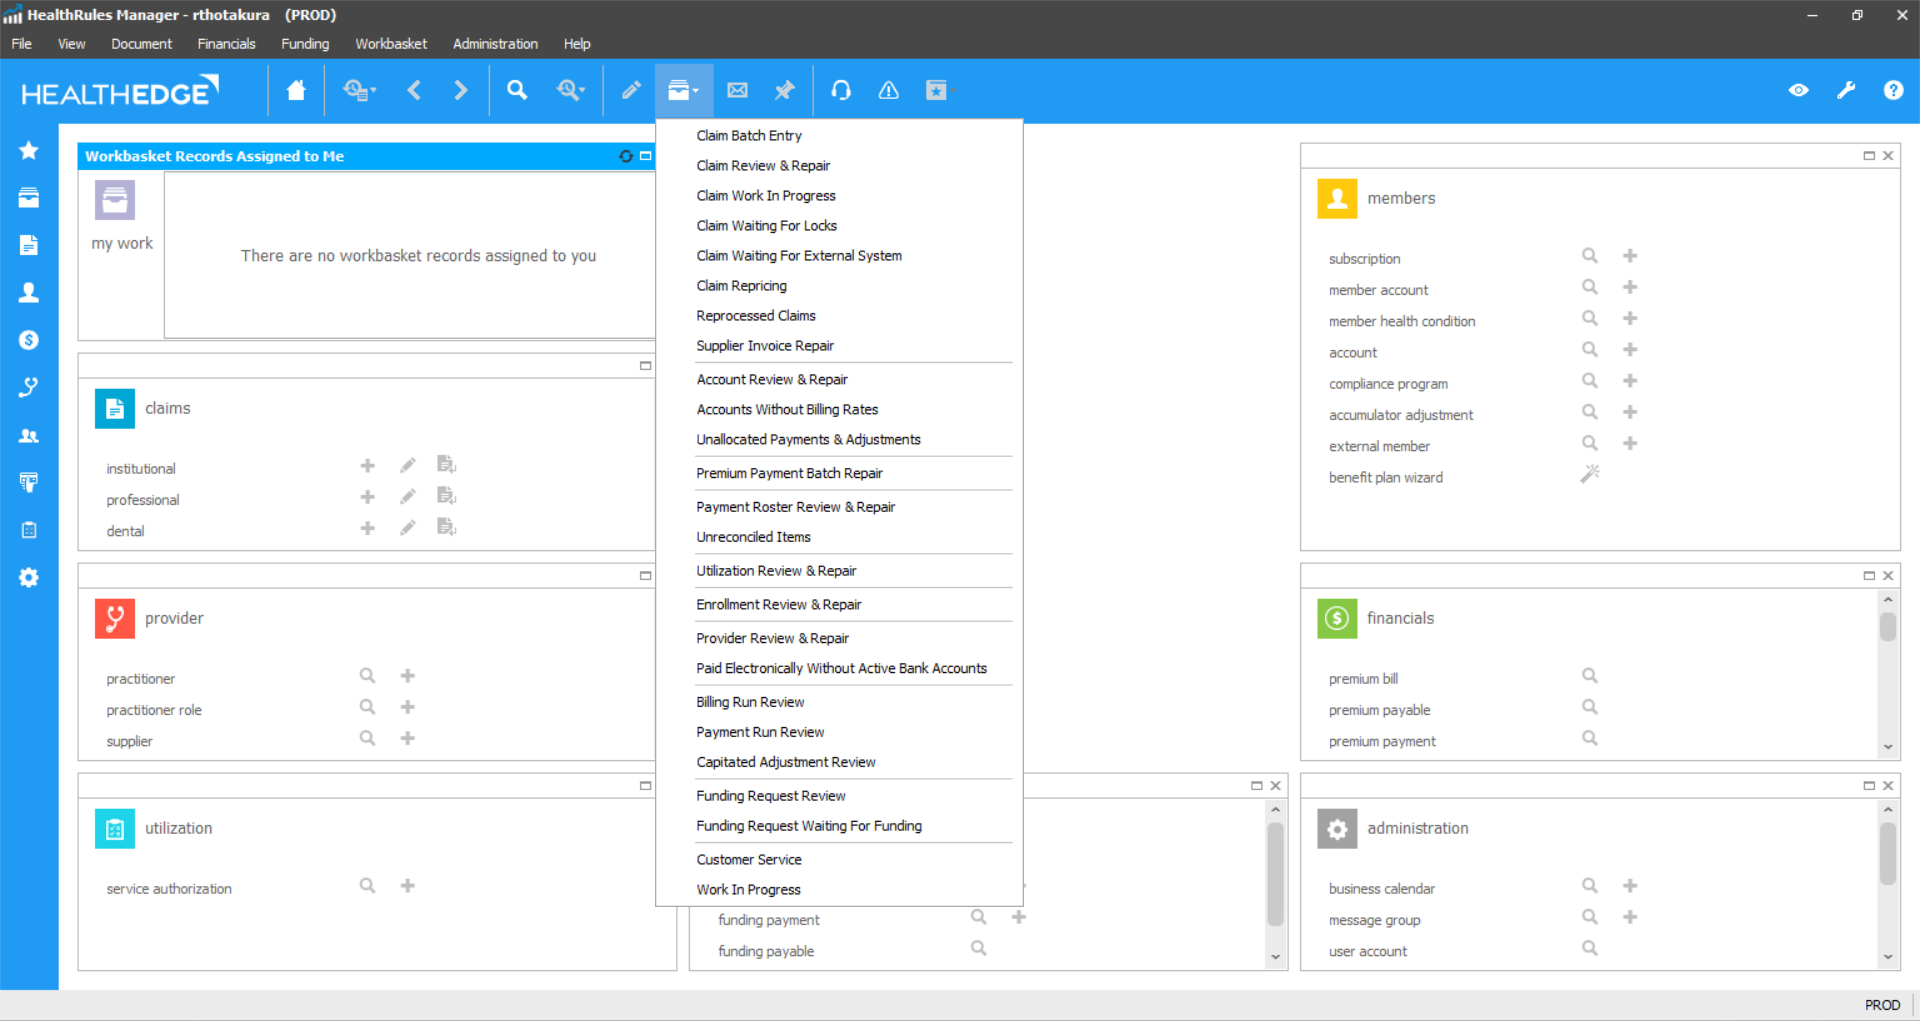 HealthRules Manager - rthotakura (PROD)
File View Document Financials Funding Workbasket Administration Help
HEALTHEDGE
Workbasket Records Assigned to Me
my work
There are no workbasket records assigned to you
claims
institutional
professional
dental
provider
practitioner
practitioner role
supplier
utilization
service authorization
Claim Batch Entry
Claim Review & Repair
Claim Work In Progress
Claim Waiting For Locks
Claim Waiting For External System
Claim Repricing
Reprocessed Claims
Supplier Invoice Repair
Account Review & Repair
Accounts Without Billing Rates
Unallocated Payments & Adjustments
Premium Payment Batch Repair
Payment Roster Review & Repair
Unreconciled Items
Utilization Review & Repair
Enrollment Review & Repair
Provider Review & Repair
Paid Electronically Without Active Bank Accounts
Billing Run Review
Payment Run Review
Capitated Adjustment Review
Funding Request Review
Funding Request Waiting For Funding
Customer Service
Work In Progress
funding payment
funding payable
members
subscription
member account
member health condition
account
compliance program
accumulator adjustment
external member
benefit plan wizard
financials
premium bill
premium payable
premium payment
administration
business calendar
message group
user account
PROD